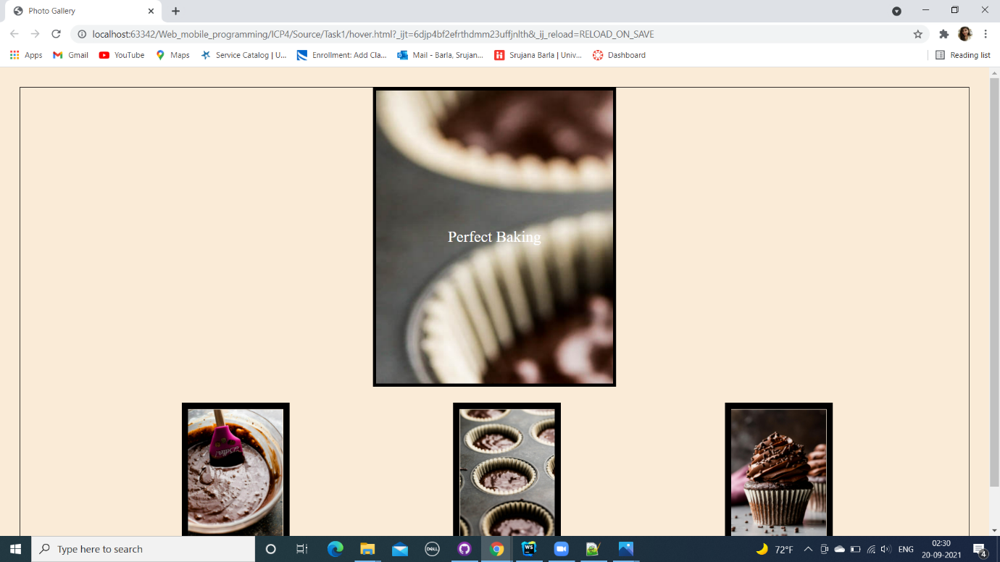 Photo Gallery
localhost:63342/Web_mobile_programming/ICP4/Source/Task1/hover.html?_ijt=6djp4bf2efrthdmm23uffjnlth&_ij_reload=RELOAD_ON_SAVE
Apps Gmail YouTube Maps Service Catalog | U... Enrollment: Add Cla... Mail - Barla, Srujan... Srujana Barla | Univ... Dashboard Reading list
Perfect Baking
Type here to search DELL WS 72°F ENG 02:30
20-09-2021 4